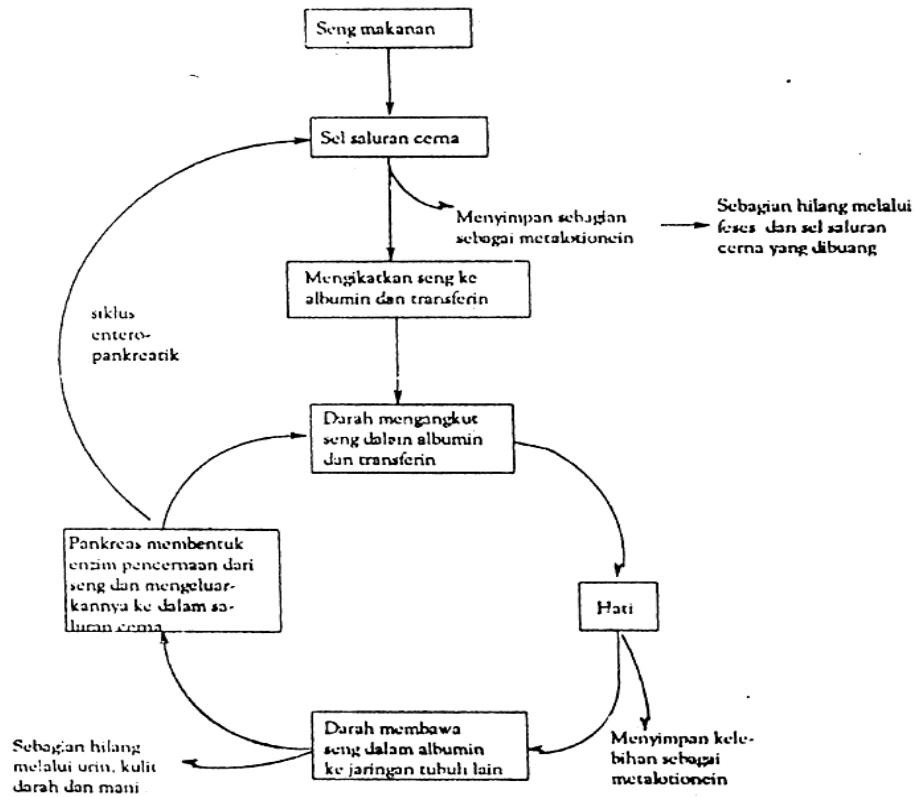 Seng makanan
Sel saluran cerna
Menyimpan sebagian
sebagai metalotionein
Sebagian hilang melalui
feses dan sel saluran
cerna yang dibuang
Mengikatkan seng ke
albumin dan transferin
siklus
entero-
pankreatik
Darah mengangkut
seng dalam albumin
dan transferin
Pankreas membentuk
enzim pencernaan dari
seng dan mengeluar-
kannya ke dalam sa-
luran cerna
Hati
Darah membawa
seng dalam albumin
ke jaringan tubuh lain
Menyimpan kele-
bihan sebagai
metalotionein
Sebagian hilang
melalui urin, kulit
darah dan mani